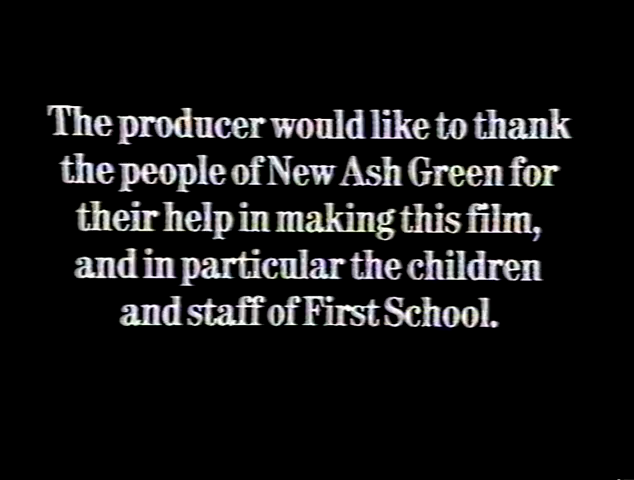 The producer would like to thank
the people of New Ash Green for
their help in making this film,
and in particular the children
and staff of First School.